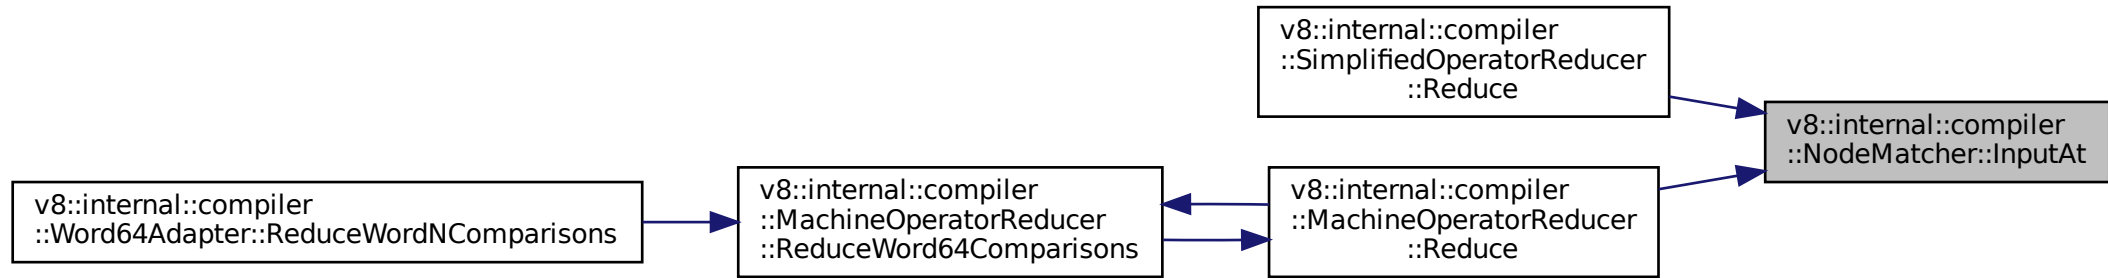 v8::internal::compiler
::SimplifiedOperatorReducer
::Reduce
v8::internal::compiler
::NodeMatcher::InputAt
v8::internal::compiler
::Word64Adapter::ReduceWordNComparisons
v8::internal::compiler
::MachineOperatorReducer
::ReduceWord64Comparisons
v8::internal::compiler
::MachineOperatorReducer
::Reduce